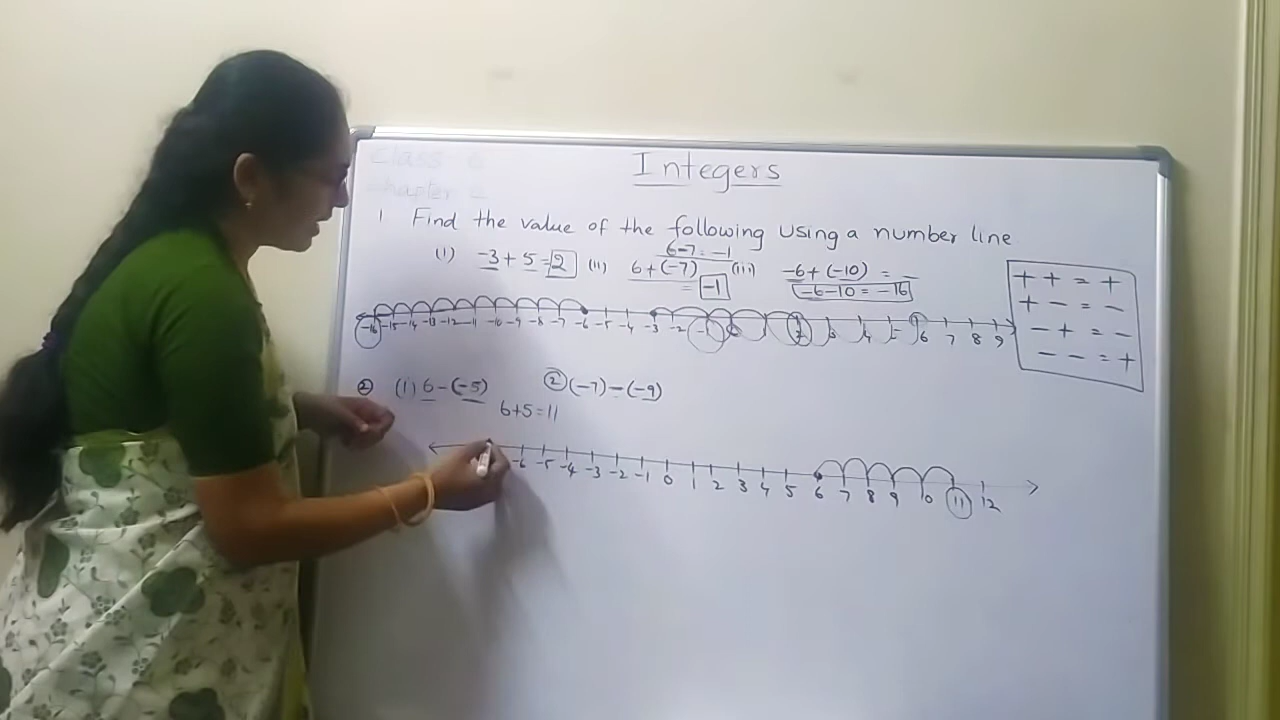 Class 6
Chapter 2
Integers
1 Find the value of the following using a number line
6-7=-1
(i) -3+5=2 (ii) 6+(-7) (iii) -6+(-10) = -
=-1 -6-10=-16
+ + = +
+ - = -
- + = -
- - = +
-16 -15 -14 -13 -12 -11 -10 -9 -8 -7 -6 -5 -4 -3 -2 -1 0 1 2 3 4 5 6 7 8 9
② (i) 6-(-5) ② (-7)-(-9)
6+5=11
-6 -5 -4 -3 -2 -1 0 1 2 3 4 5 6 7 8 9 10 11 12